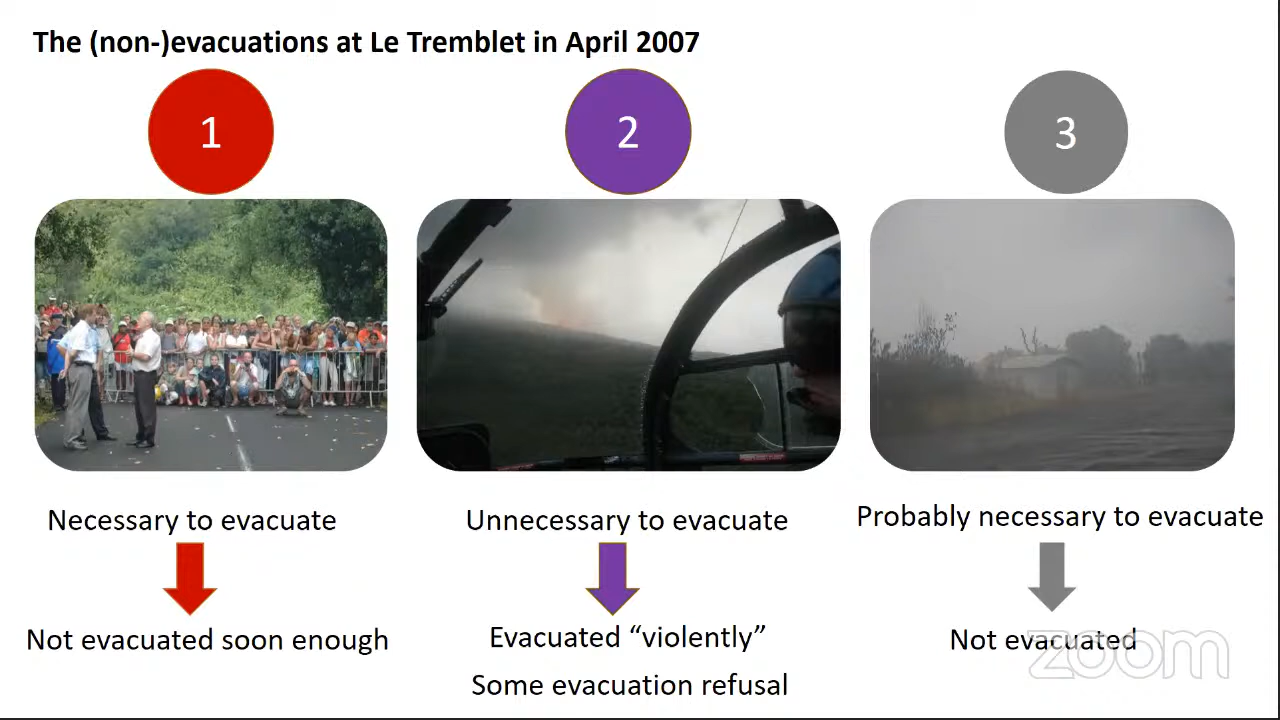 The (non-)evacuations at Le Tremblet in April 2007
1
2
3
Necessary to evacuate
Unnecessary to evacuate
Probably necessary to evacuate
Not evacuated soon enough
Evacuated “violently”
Not evacuated
zoom
Some evacuation refusal